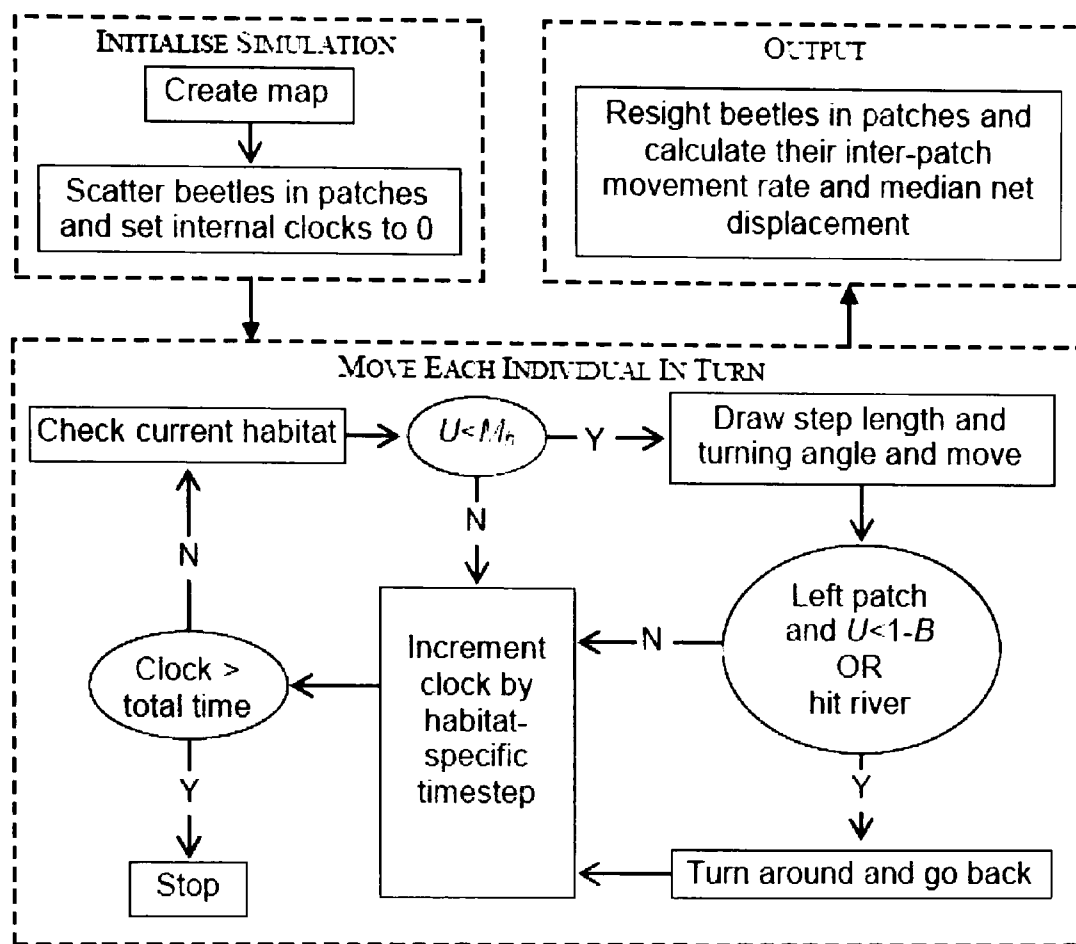 INITIALISE SIMULATION
Create map
Scatter beetles in patches
and set internal clocks to 0
OUTPUT
Resight beetles in patches and
calculate their inter-patch
movement rate and median net
displacement
MOVE EACH INDIVIDUAL IN TURN
Check current habitat
U<Mh
Y
Draw step length and
turning angle and move
N
N
Left patch
and U<1-B
OR
hit river
N
Increment
clock by
habitat-
specific
timestep
Clock >
total time
Y
Y
Stop
Turn around and go back